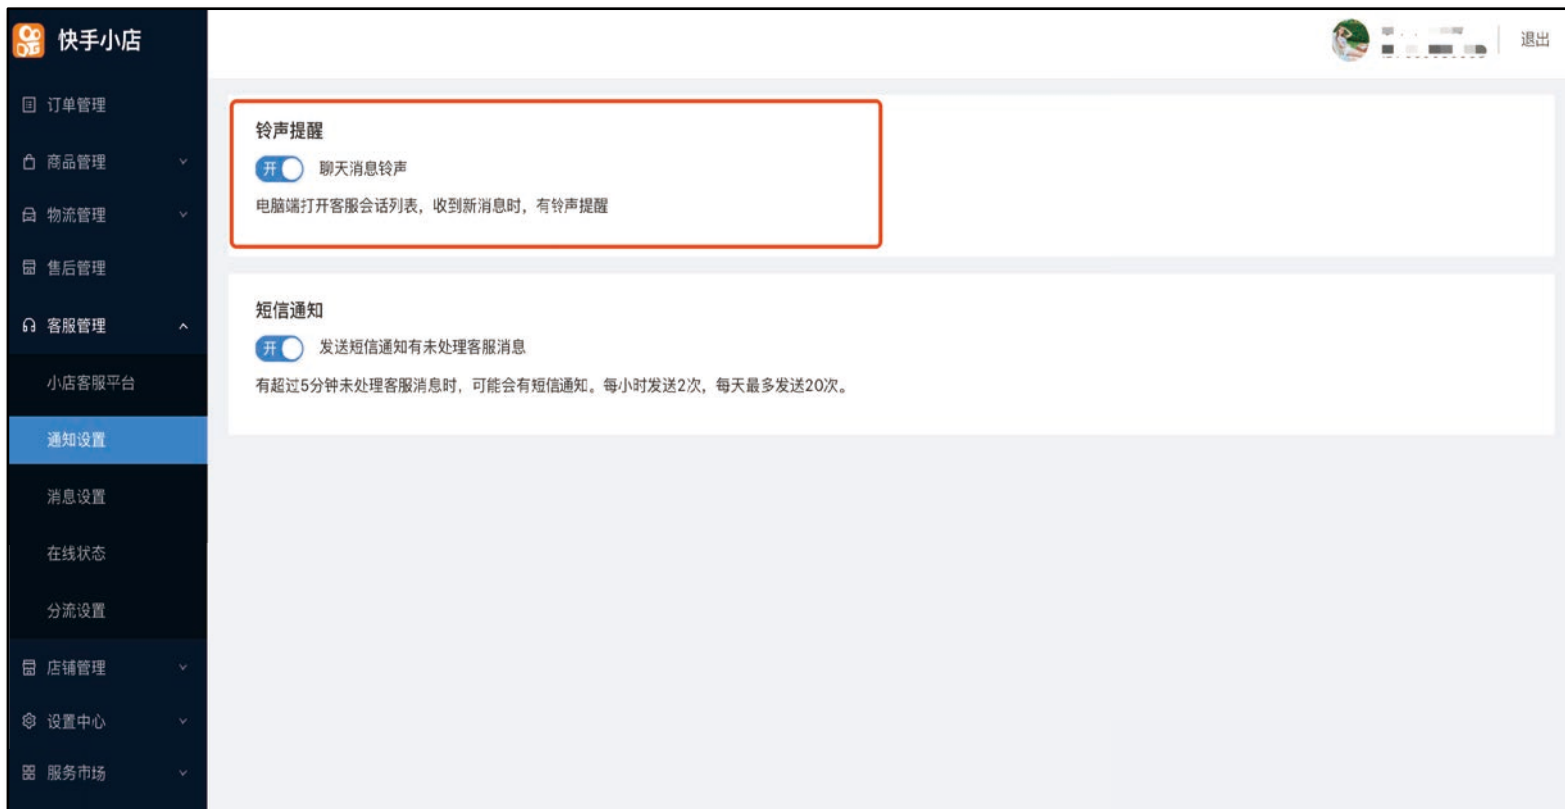 快手小店
退出
订单管理
商品管理
物流管理
售后管理
客服管理
小店客服平台
通知设置
消息设置
在线状态
分流设置
店铺管理
设置中心
服务市场
铃声提醒
开 聊天消息铃声
电脑端打开客服会话列表，收到新消息时，有铃声提醒
短信通知
开 发送短信通知有未处理客服消息
有超过5分钟未处理客服消息时，可能会有短信通知。每小时发送2次，每天最多发送20次。